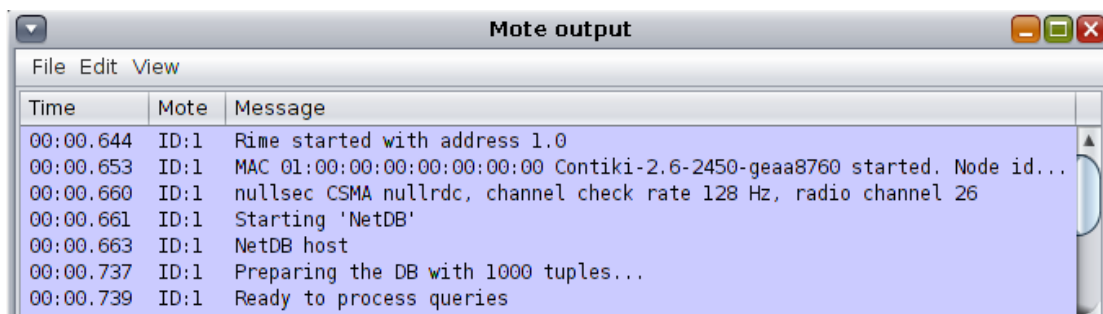 Mote output
File Edit View
Time Mote Message
00:00.644 ID:1 Rime started with address 1.0
00:00.653 ID:1 MAC 01:00:00:00:00:00:00:00 Contiki-2.6-2450-geaa8760 started. Node id...
00:00.660 ID:1 nullsec CSMA nullrdc, channel check rate 128 Hz, radio channel 26
00:00.661 ID:1 Starting 'NetDB'
00:00.663 ID:1 NetDB host
00:00.737 ID:1 Preparing the DB with 1000 tuples...
00:00.739 ID:1 Ready to process queries